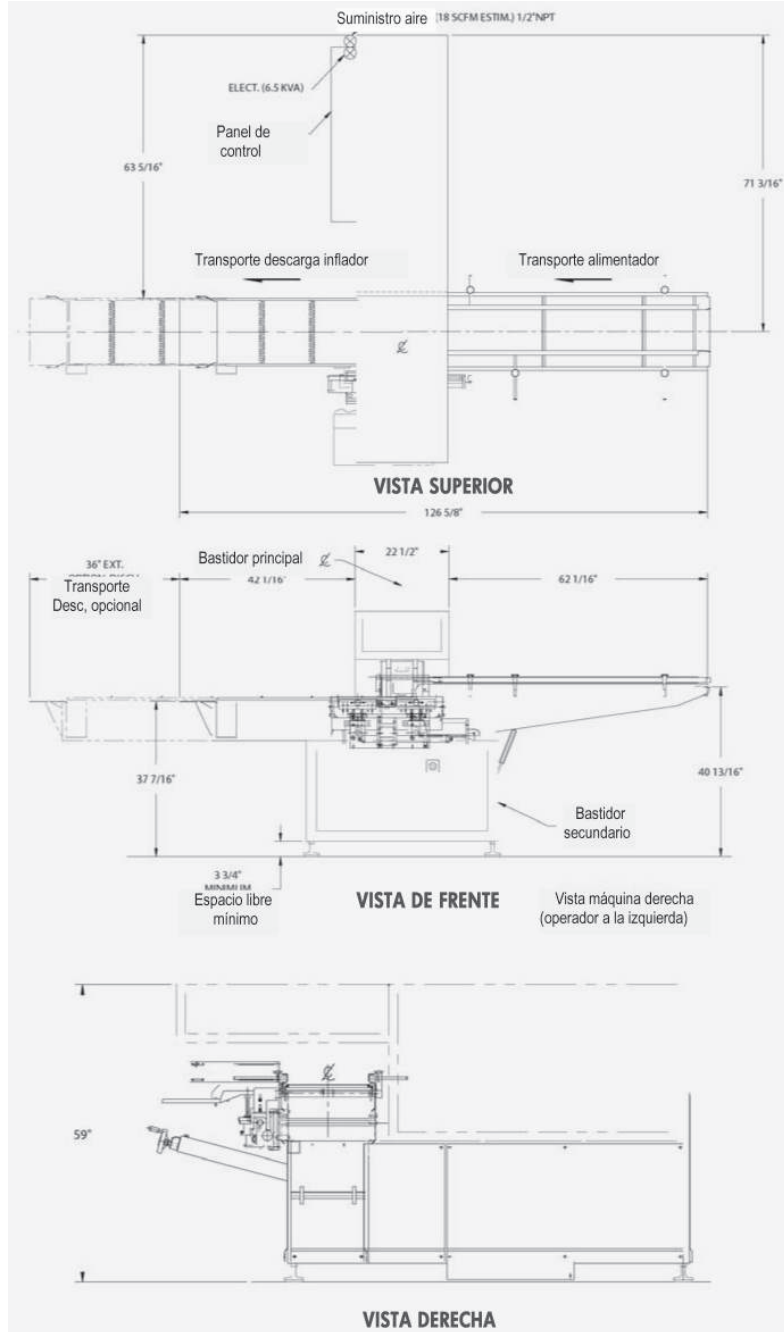 Suministro aire (18 SCFM ESTIM.) 1/2"NPT
ELECT. (6.5 KVA)
Panel de
control
63 5/16"
71 3/16"
Transporte descarga inflador
Transporte alimentador
℄
VISTA SUPERIOR
126 5/8"
36" EXT.
Transporte
Desc, opcional
42 1/16"
Bastidor principal ℄
22 1/2"
62 1/16"
37 7/16"
40 13/16"
Bastidor
secundario
3 3/4"
MINIMUM
Espacio libre
mínimo
VISTA DE FRENTE
Vista máquina derecha
(operador a la izquierda)
℄
59"
VISTA DERECHA